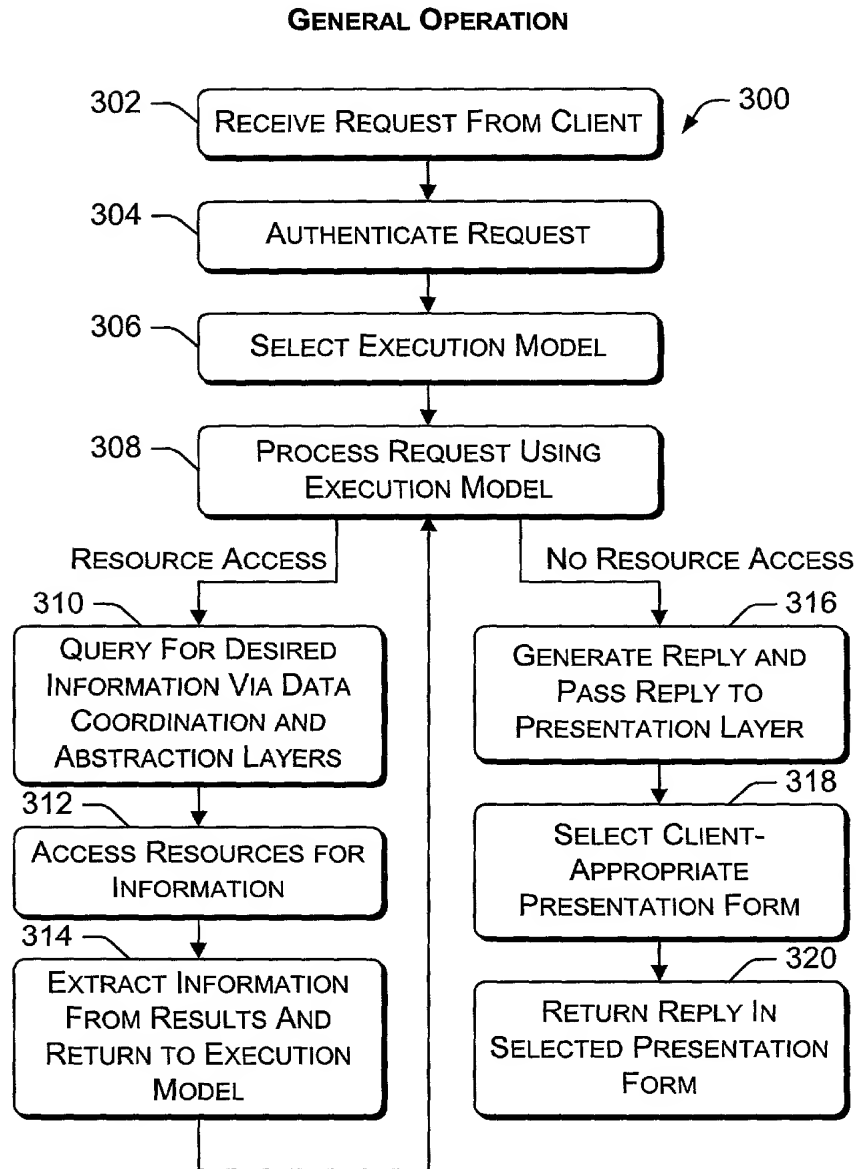 GENERAL OPERATION
302
RECEIVE REQUEST FROM CLIENT
300
304
AUTHENTICATE REQUEST
306
SELECT EXECUTION MODEL
308
PROCESS REQUEST USING
EXECUTION MODEL
RESOURCE ACCESS
NO RESOURCE ACCESS
310
QUERY FOR DESIRED
INFORMATION VIA DATA
COORDINATION AND
ABSTRACTION LAYERS
312
ACCESS RESOURCES FOR
INFORMATION
314
EXTRACT INFORMATION
FROM RESULTS AND
RETURN TO EXECUTION
MODEL
316
GENERATE REPLY AND
PASS REPLY TO
PRESENTATION LAYER
318
SELECT CLIENT-
APPROPRIATE
PRESENTATION FORM
320
RETURN REPLY IN
SELECTED PRESENTATION
FORM